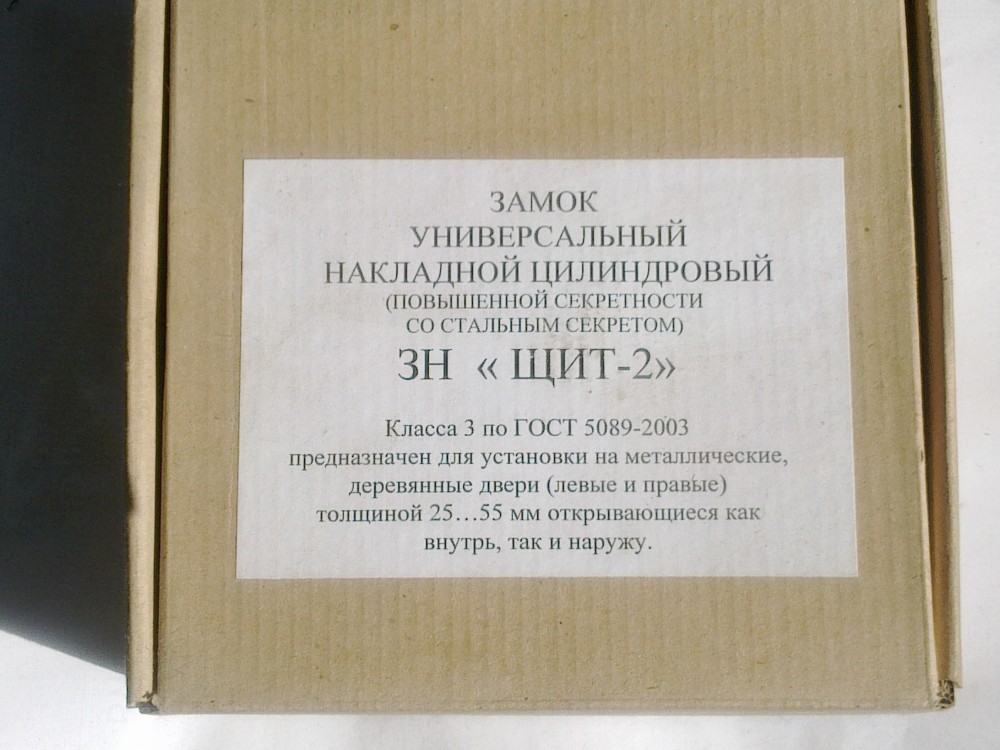 ЗАМОК
УНИВЕРСАЛЬНЫЙ
НАКЛАДНОЙ ЦИЛИНДРОВЫЙ
(ПОВЫШЕННОЙ СЕКРЕТНОСТИ
СО СТАЛЬНЫМ СЕКРЕТОМ)
ЗН « ЩИТ-2»
Класса 3 по ГОСТ 5089-2003
предназначен для установки на металлические,
деревянные двери (левые и правые)
толщиной 25…55 мм открывающиеся как
внутрь, так и наружу.